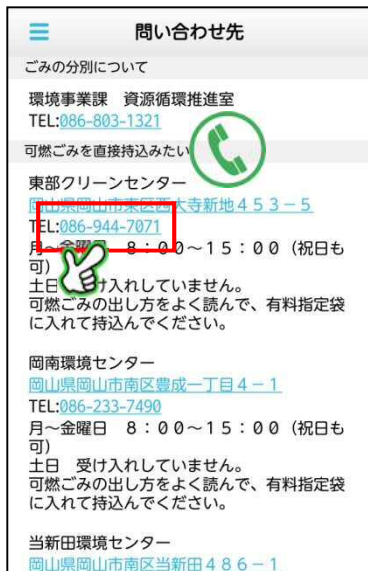 問い合わせ先
ごみの分別について
環境事業課　資源循環推進室
TEL:086-803-1321
可燃ごみを直接持込みたい
東部クリーンセンター
岡山県岡山市東区西大寺新地４５３－５
TEL:086-944-7071
月～金曜日　８：００～１５：００（祝日も
可）
土日　け入れしていません。
可燃ごみの出し方をよく読んで、有料指定袋
に入れて持込んでください。
岡南環境センター
岡山県岡山市南区豊成一丁目４－１
TEL:086-233-7490
月～金曜日　８：００～１５：００（祝日も
可）
土日　受け入れしていません。
可燃ごみの出し方をよく読んで、有料指定袋
に入れて持込んでください。
当新田環境センター
岡山県岡山市南区当新田４８６－１